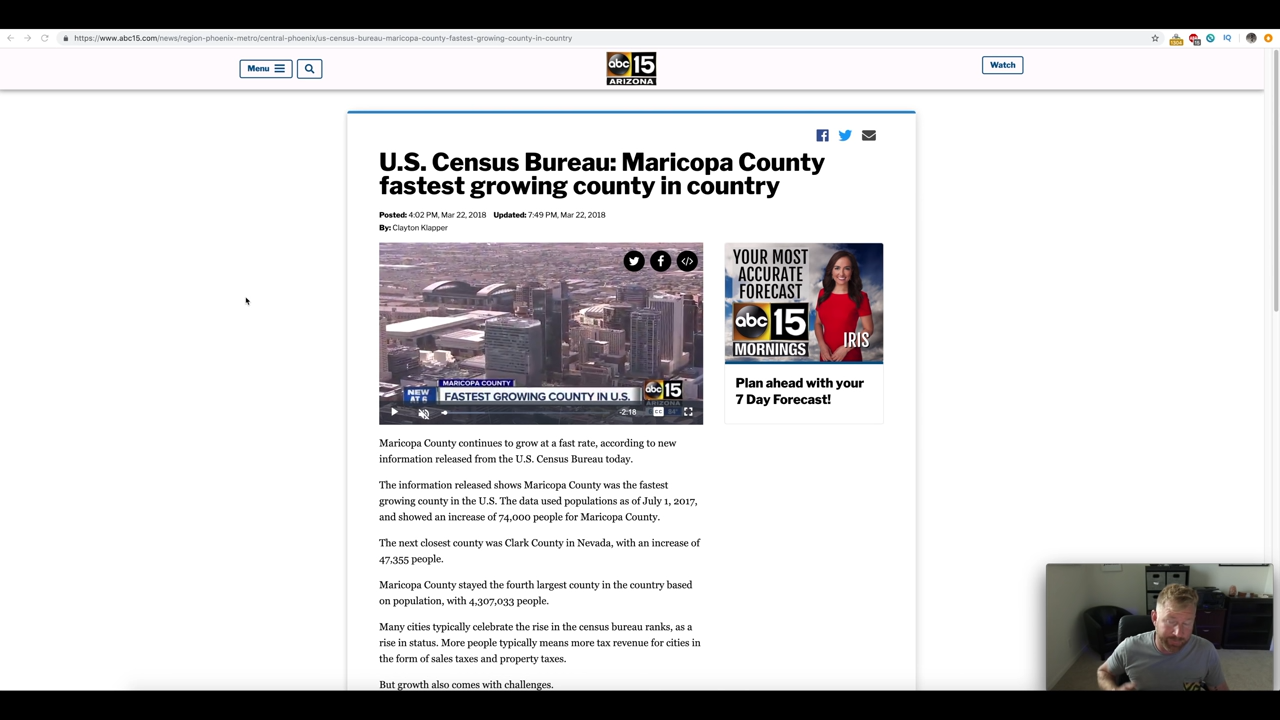 https://www.abc15.com/news/region-phoenix-metro/central-phoenix/us-census-bureau-maricopa-county-fastest-growing-county-in-country
IQ
Menu
abc 15
ARIZONA
Watch
U.S. Census Bureau: Maricopa County
fastest growing county in country
Posted: 4:02 PM, Mar 22, 2018 Updated: 7:49 PM, Mar 22, 2018
By: Clayton Klapper
MARICOPA COUNTY
NEW
AT 6
FASTEST GROWING COUNTY IN U.S.
abc 15
ARIZONA
-2:18
CC
YOUR MOST
ACCURATE
FORECAST
abc 15
MORNINGS
IRIS
Plan ahead with your
7 Day Forecast!
Maricopa County continues to grow at a fast rate, according to new
information released from the U.S. Census Bureau today.
The information released shows Maricopa County was the fastest
growing county in the U.S. The data used populations as of July 1, 2017,
and showed an increase of 74,000 people for Maricopa County.
The next closest county was Clark County in Nevada, with an increase of
47,355 people.
Maricopa County stayed the fourth largest county in the country based
on population, with 4,307,033 people.
Many cities typically celebrate the rise in the census bureau ranks, as a
rise in status. More people typically means more tax revenue for cities in
the form of sales taxes and property taxes.
But growth also comes with challenges.